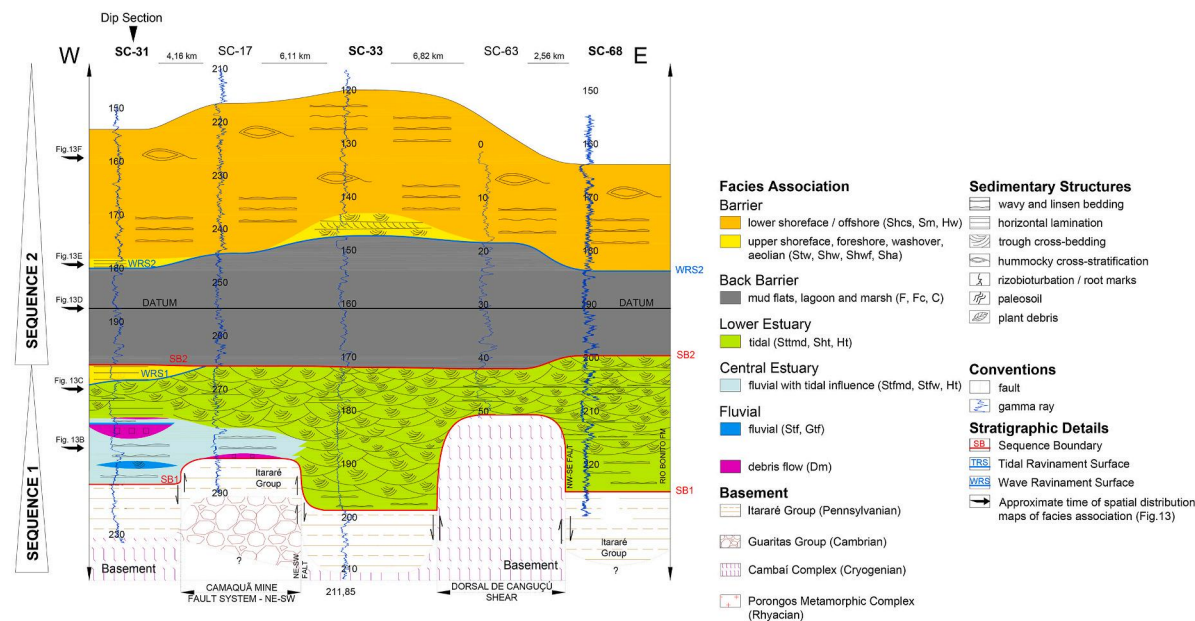 Dip Section
W
SC-31
SC-17
SC-33
SC-63
SC-68
E
4,16 km
6,11 km
6,82 km
2,56 km
SEQUENCE 2
SEQUENCE 1
Fig.13F
Fig.13E
Fig.13D
Fig.13C
Fig.13B
150
160
170
180
190
230
210
220
230
240
250
260
270
290
120
130
140
150
160
170
180
190
200
210
211,85
0
10
20
30
40
50
150
160
180
190
200
210
220
WRS2
WRS2
DATUM
DATUM
SB2
SB2
WRS1
SB1
SB1
Itararé
Group
Itararé
Group
?
?
Basement
Basement
NE-SW
FALT
NW-SE FAULT
RIO BONITO FM
CAMAQUÃ MINE
FAULT SYSTEM - NE-SW
DORSAL DE CANGUÇÚ
SHEAR
Facies Association
Barrier
lower shoreface / offshore (Shcs, Sm, Hw)
upper shoreface, foreshore, washover,
aeolian (Stw, Shw, Shwf, Sha)
Back Barrier
mud flats, lagoon and marsh (F, Fc, C)
Lower Estuary
tidal (Sttmd, Sht, Ht)
Central Estuary
fluvial with tidal influence (Stfmd, Stfw, Ht)
Fluvial
fluvial (Stf, Gtf)
debris flow (Dm)
Basement
Itararé Group (Pennsylvanian)
Guaritas Group (Cambrian)
Cambaí Complex (Cryogenian)
Porongos Metamorphic Complex
(Rhyacian)
Sedimentary Structures
wavy and linsen bedding
horizontal lamination
trough cross-bedding
hummocky cross-stratification
rizobioturbation / root marks
paleosoil
plant debris
Conventions
fault
gamma ray
Stratigraphic Details
SB Sequence Boundary
TRS Tidal Ravinament Surface
WRS Wave Ravinament Surface
Approximate time of spatial distribution
maps of facies association (Fig.13)